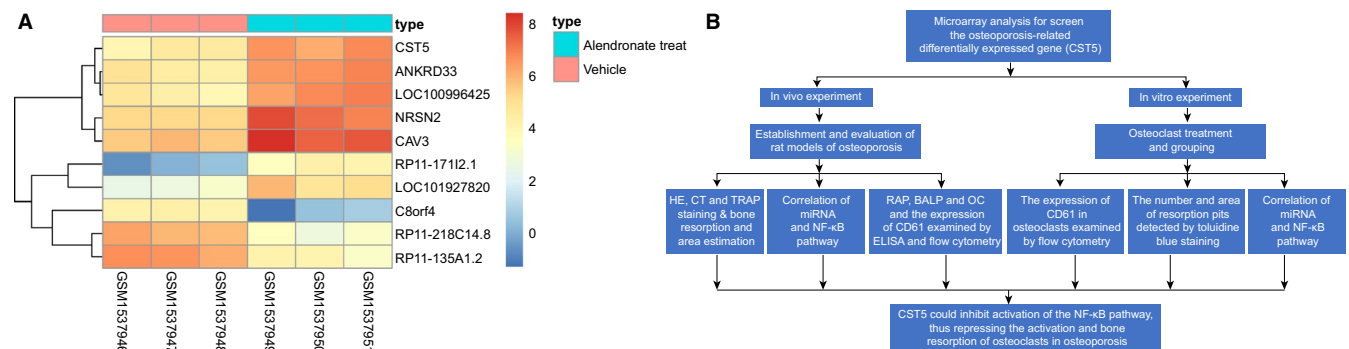 A
type
CST5
ANKRD33
LOC100996425
NRSN2
CAV3
RP11-171I2.1
LOC101927820
C8orf4
RP11-218C14.8
RP11-135A1.2
GSM1537946
GSM1537947
GSM1537948
GSM1537949
8
6
4
2
0
type
Alendronate treat
Vehicle
B
Microarray analysis for screen
the osteoporosis-related
differentially expressed gene (CST5)
In vivo experiment
In vitro experiment
Establishment and evaluation of
rat models of osteoporosis
Osteoclast treatment
and grouping
HE, CT and TRAP
staining & bone
resorption and
area estimation
Correlation of
miRNA
and NF-κB
pathway
RAP, BALP and OC
and the expression
of CD61 examined by
ELISA and flow cytometry
The expression of
CD61 in
osteoclasts examined
by flow cytometry
The number and area
of resorption pits
detected by toluidine
blue staining
Correlation of
miRNA
and NF-κB
pathway
CST5 could inhibit activation of the NF-κB pathway,
thus repressing the activation and bone
resorption of osteoclasts in osteoporosis